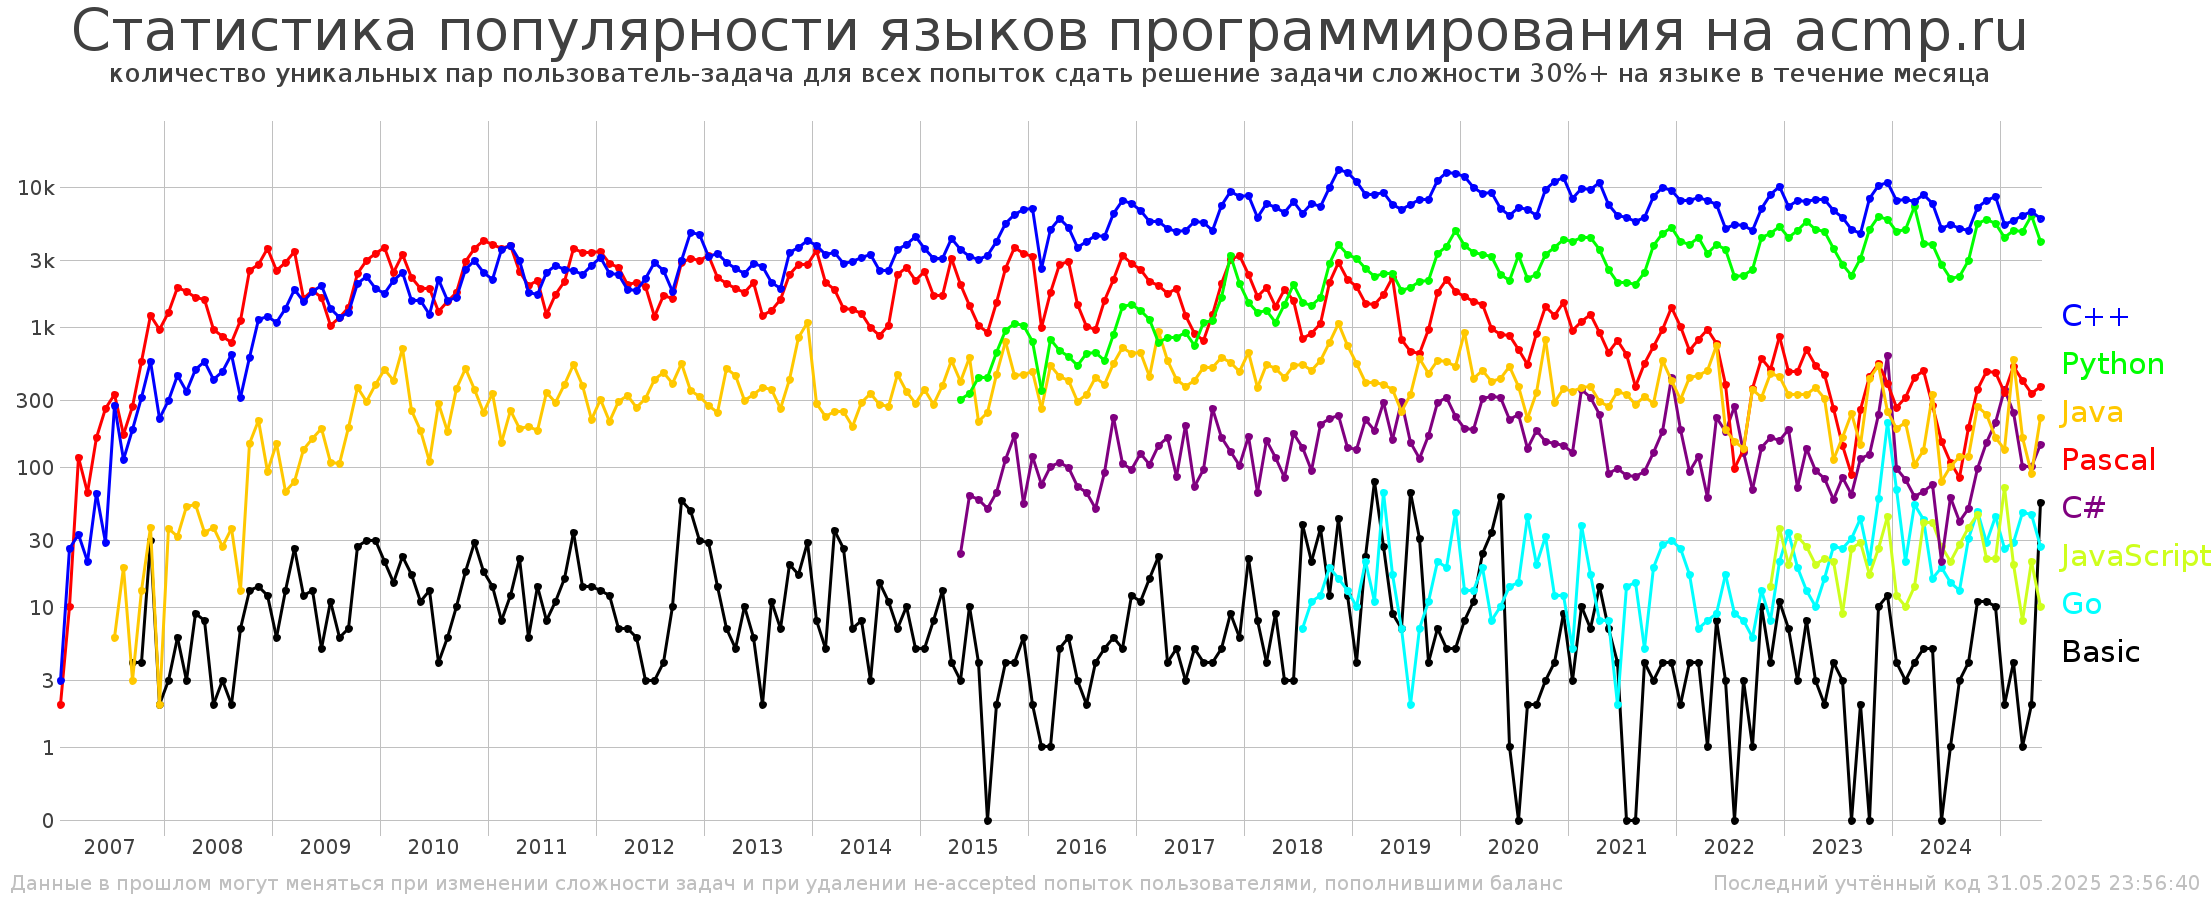 Статистика популярности языков программирования на acmp.ru
количество уникальных пар пользователь-задача для всех попыток сдать решение задачи сложности 30%+ на языке в течение месяца
10k
3k
1k
300
100
30
10
3
1
0
C++
Python
Java
Pascal
C#
JavaScript
Go
Basic
2007 2008 2009 2010 2011 2012 2013 2014 2015 2016 2017 2018 2019 2020 2021 2022 2023 2024
Данные в прошлом могут меняться при изменении сложности задач и при удалении не-accepted попыток пользователями, пополнившими баланс
Последний учтённый код 31.05.2025 23:56:40